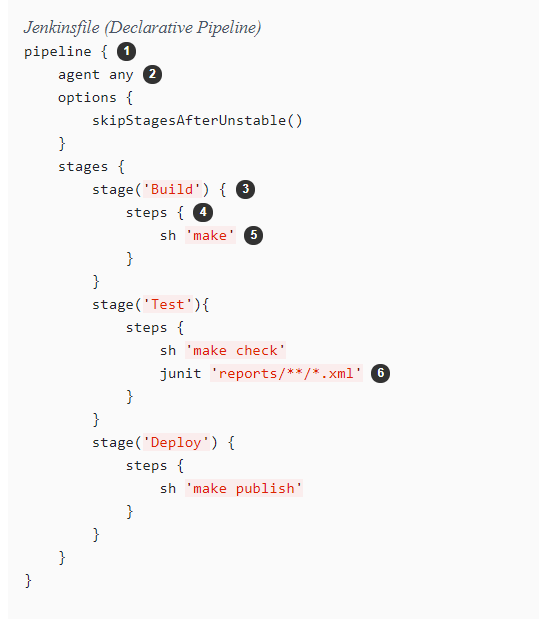 Jenkinsfile (Declarative Pipeline)
pipeline { 1
    agent any 2
    options {
        skipStagesAfterUnstable()
    }
    stages {
        stage('Build') { 3
            steps { 4
                sh 'make' 5
            }
        }
        stage('Test'){
            steps {
                sh 'make check'
                junit 'reports/**/*.xml' 6
            }
        }
        stage('Deploy') {
            steps {
                sh 'make publish'
            }
        }
    }
}